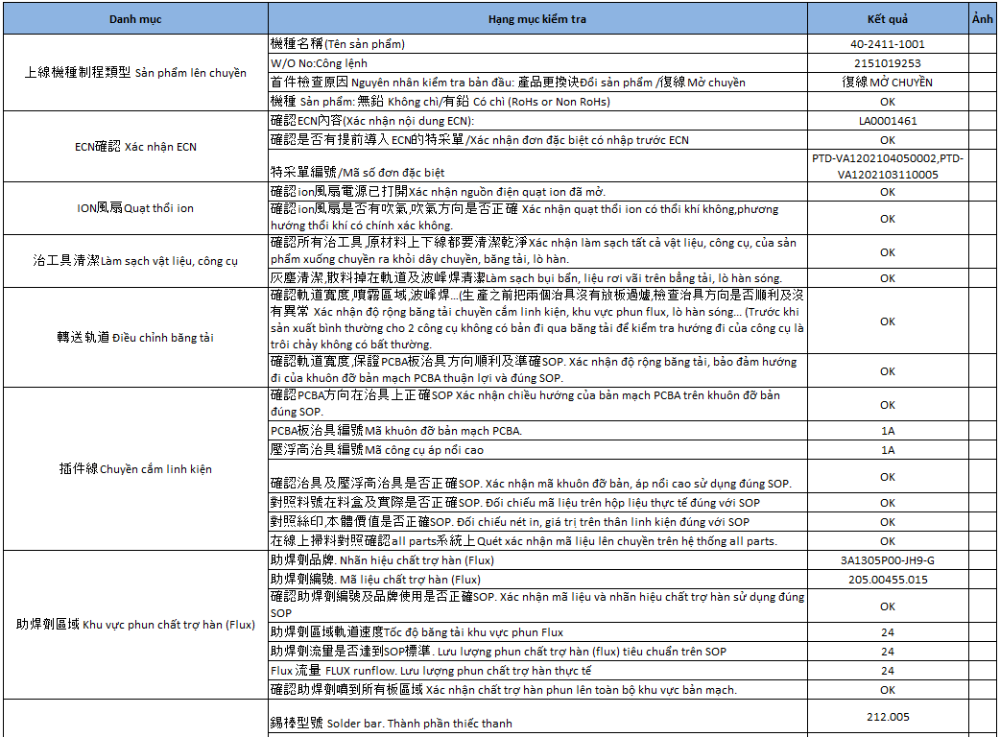 Danh mục Hạng mục kiểm tra Kết quả Ảnh
上線機種制程類型 Sản phẩm lên chuyền
機種名稱(Tên sản phẩm) 40-2411-1001
W/O No:Công lệnh 2151019253
首件檢查原因 Nguyên nhân kiểm tra bản đầu: 產品更換诀Đổi sản phẩm /復線Mở chuyền 復線MỞ CHUYỀN
機種 Sản phẩm: 無鉛 Không chì/有鉛 Có chì (RoHs or Non RoHs) OK
ECN確認 Xác nhận ECN
確認ECN內容(Xác nhận nội dung ECN): LA0001461
確認是否有提前導入ECN的特采單/Xác nhận đơn đặc biệt có nhập trước ECN OK
特采單編號/Mã số đơn đặc biệt
PTD-VA1202104050002,PTD-
VA1202103110005
ION風扇Quạt thổi ion
確認ion風扇電源已打開Xác nhận nguồn điện quạt ion đã mở. OK
確認ion風扇是否有吹氣,吹氣方向是否正確 Xác nhận quạt thổi ion có thổi khí không,phương
hướng thổi khí có chính xác không. OK
治工具清潔Làm sạch vật liệu, công cụ
確認所有治工具,原材料上下線都要清潔乾淨Xác nhận làm sạch tất cả vật liệu, công cụ, của sản
phẩm xuống chuyền ra khỏi dây chuyền, băng tải, lò hàn. OK
灰塵清潔,散料掉在軌道及波峰焊清潔Làm sạch bụi bẩn, liệu rơi vãi trên bẳng tải, lò hàn sóng. OK
轉送轨道 Điều chỉnh băng tải
確認軌道寬度,噴霧區域,波峰焊...(生產之前把兩個治具沒有放板過爐,檢查治具方向是否順利及沒
有異常 Xác nhận độ rộng băng tải chuyền cắm linh kiện, khu vực phun flux, lò hàn sóng... (Trước khi
sản xuất bình thường cho 2 công cụ không có bản đi qua băng tải để kiểm tra hướng đi của công cụ là
trôi chảy không có bất thường. OK
確認軌道寬度,保證PCBA板治具方向順利及準確SOP. Xác nhận độ rộng băng tải, bảo đảm hướng
đi của khuôn đỡ bản mạch PCBA thuận lợi và đúng SOP. OK
插件線Chuyền cắm linh kiện
確認PCBA方向在治具上正確SOP Xác nhận chiều hướng của bản mạch PCBA trên khuôn đỡ bản
đúng SOP. OK
PCBA板治具編號Mã khuôn đỡ bản mạch PCBA. 1A
壓浮高治具編號Mã công cụ áp nổi cao 1A
確認治具及壓浮高治具是否正確SOP. Xác nhận mã khuôn đỡ bản, áp nổi cao sử dụng đúng SOP. OK
對照料號在料盒及實際是否正確SOP. Đối chiếu mã liệu trên hộp liệu thực tế đúng với SOP OK
對照絲印,本體價值是否正確SOP. Đối chiếu nét in, giá trị trên thân linh kiện đúng với SOP OK
在線上掃料對照確認all parts系統上Quét xác nhận mã liệu lên chuyền trên hệ thống all parts. OK
助焊劑區域 Khu vực phun chất trợ hàn (Flux)
助焊劑品牌. Nhãn hiệu chất trợ hàn (Flux) 3A1305P00-JH9-G
助焊劑編號. Mã liệu chất trợ hàn (Flux) 205.00455.015
確認助焊劑編號及品牌使用是否正確SOP. Xác nhận mã liệu và nhãn hiệu chất trợ hàn sử dụng đúng
SOP OK
助焊劑區域軌道速度Tốc độ băng tải khu vực phun Flux 24
助焊劑流量是否達到SOP標準. Lưu lượng phun chất trợ hàn (flux) tiêu chuẩn trên SOP 24
Flux 流量 FLUX runflow. Lưu lượng phun chất trợ hàn thực tế 24
確認助焊劑噴到所有板區域 Xác nhận chất trợ hàn phun lên toàn bộ khu vực bản mạch. OK
錫棒型號 Solder bar. Thành phần thiếc thanh 212.005